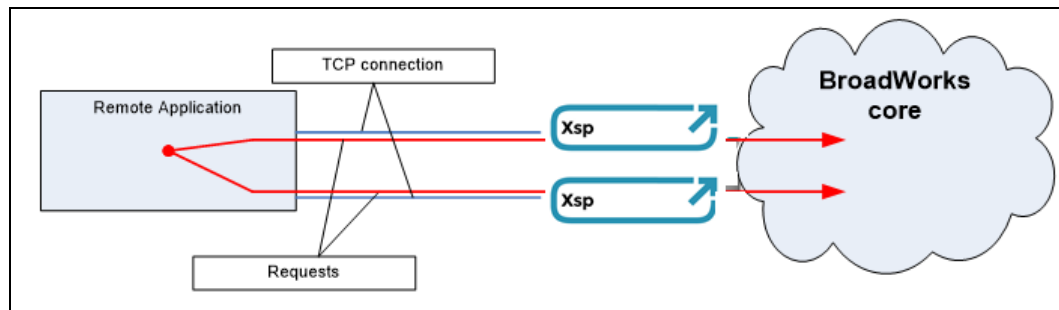 TCP connection
Remote Application
BroadWorks
core
Xsp
Xsp
Requests